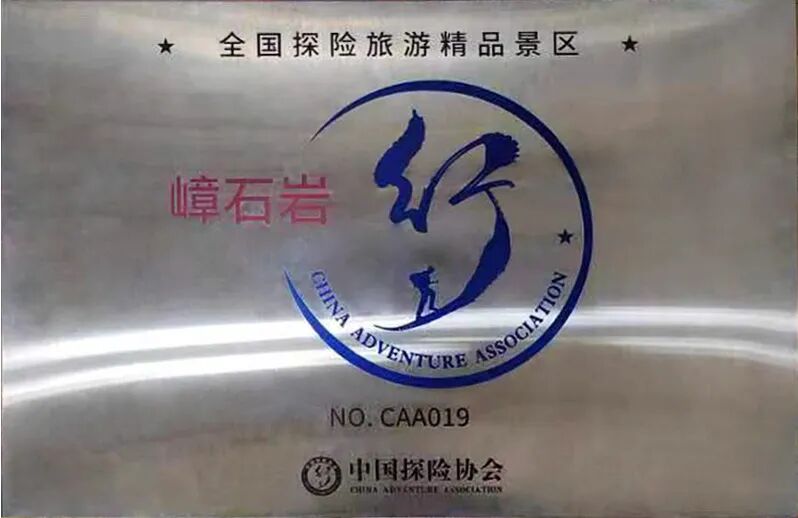 ★ 全国探险旅游精品景区 ★
嶂石岩
行
CHINA ADVENTURE ASSOCIATION
NO. CAA019
中国探险协会
CHINA ADVENTURE ASSOCIATION